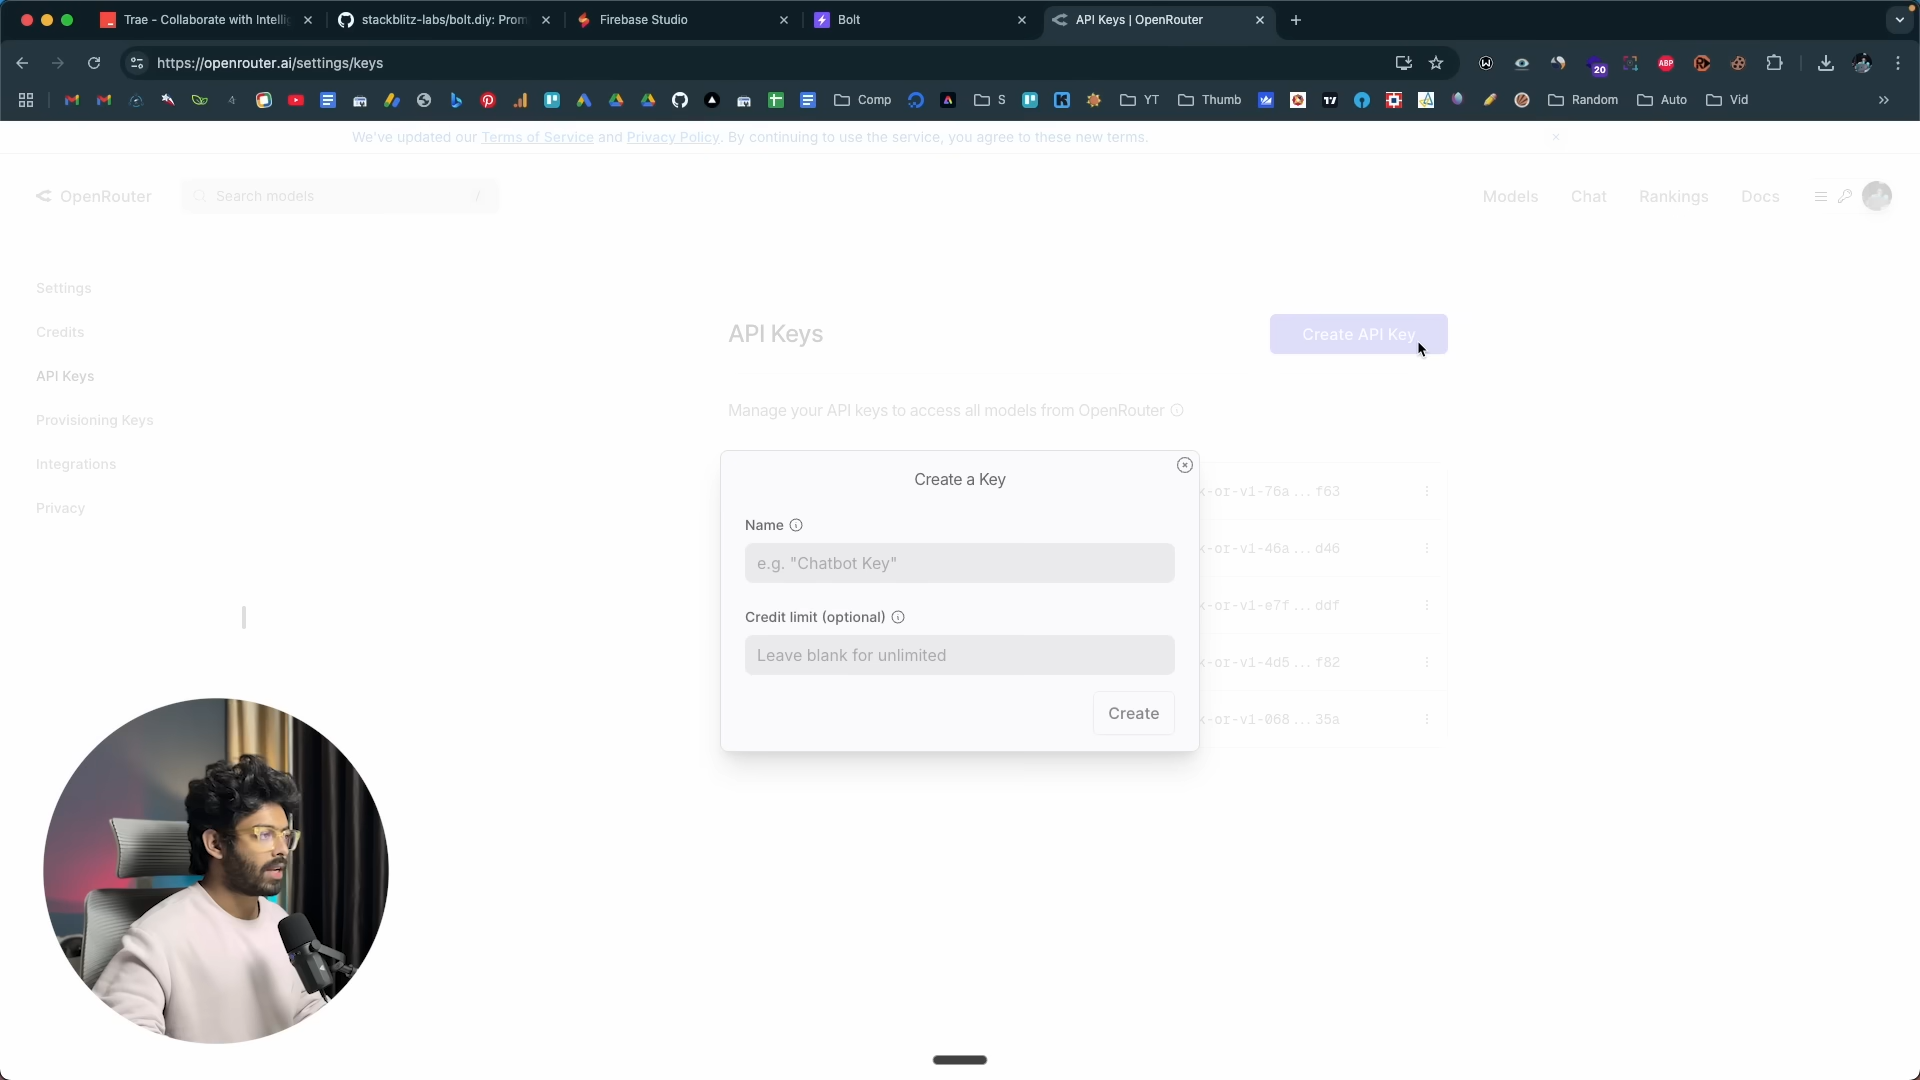 Trae - Collaborate with Intellig
stackblitz-labs/bolt.diy: Prom
Firebase Studio
Bolt
API Keys | OpenRouter
https://openrouter.ai/settings/keys
20
ABP
Comp
S
YT
Thumb
Random
Auto
Vid
We've updated our Terms of Service and Privacy Policy. By continuing to use the service, you agree to these new terms.
OpenRouter
Search models
/
Models
Chat
Rankings
Docs
Settings
Credits
API Keys
Provisioning Keys
Integrations
Privacy
API Keys
Create API Key
Manage your API keys to access all models from OpenRouter
Create a Key
Name
e.g. "Chatbot Key"
Credit limit (optional)
Leave blank for unlimited
Create
k-or-v1-76a...f63
k-or-v1-46a...d46
k-or-v1-e7f...ddf
k-or-v1-4d5...f82
k-or-v1-068...35a